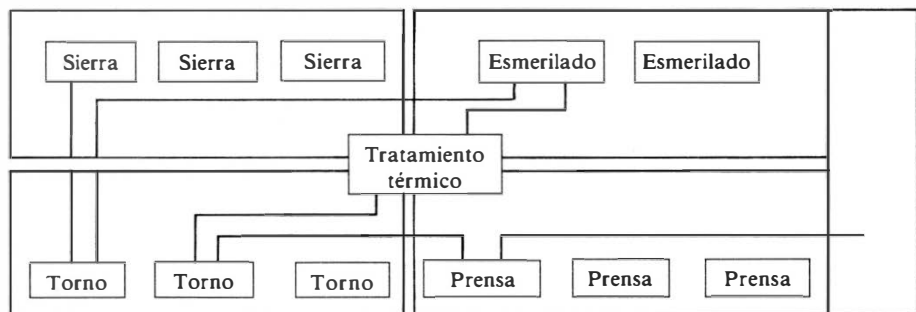 Sierra
Sierra
Sierra
Esmerilado
Esmerilado
Tratamiento
térmico
Torno
Torno
Torno
Prensa
Prensa
Prensa